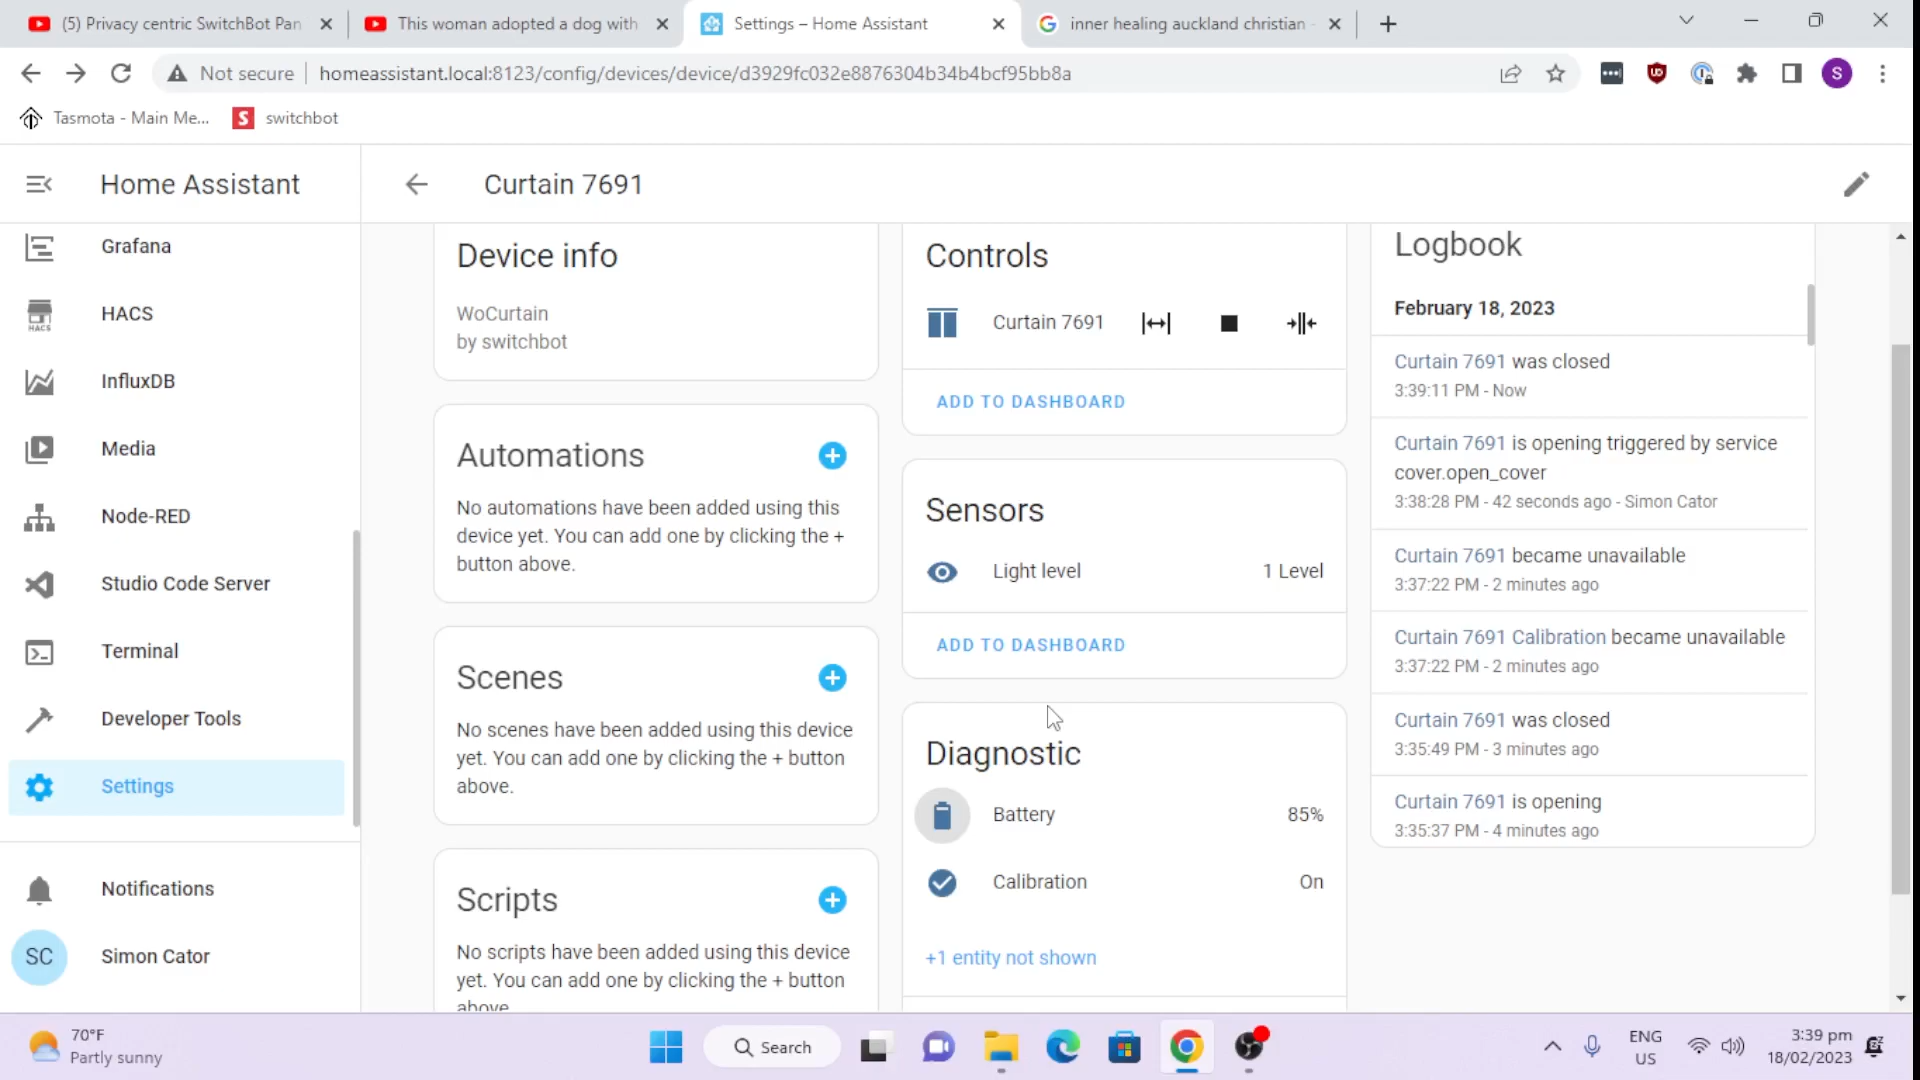 (5) Privacy centric SwitchBot Pan
This woman adopted a dog with
Settings – Home Assistant
inner healing auckland christian
Not secure
homeassistant.local:8123/config/devices/device/d3929fc032e8876304b34b4bcf95bb8a
S
Tasmota - Main Me...
S switchbot
Home Assistant
Curtain 7691
Grafana
HACS
HACS
InfluxDB
Media
Node-RED
Studio Code Server
Terminal
Developer Tools
Settings
Notifications
SC
Simon Cator
Device info
WoCurtain
by switchbot
Automations
No automations have been added using this
device yet. You can add one by clicking the +
button above.
Scenes
No scenes have been added using this device
yet. You can add one by clicking the + button
above.
Scripts
No scripts have been added using this device
yet. You can add one by clicking the + button
above
Controls
Curtain 7691
ADD TO DASHBOARD
Sensors
Light level 1 Level
ADD TO DASHBOARD
Diagnostic
Battery 85%
Calibration On
+1 entity not shown
Logbook
February 18, 2023
Curtain 7691 was closed
3:39:11 PM - Now
Curtain 7691 is opening triggered by service
cover.open_cover
3:38:28 PM - 42 seconds ago - Simon Cator
Curtain 7691 became unavailable
3:37:22 PM - 2 minutes ago
Curtain 7691 Calibration became unavailable
3:37:22 PM - 2 minutes ago
Curtain 7691 was closed
3:35:49 PM - 3 minutes ago
Curtain 7691 is opening
3:35:37 PM - 4 minutes ago
70°F
Partly sunny
Search
ENG
US
3:39 pm
18/02/2023